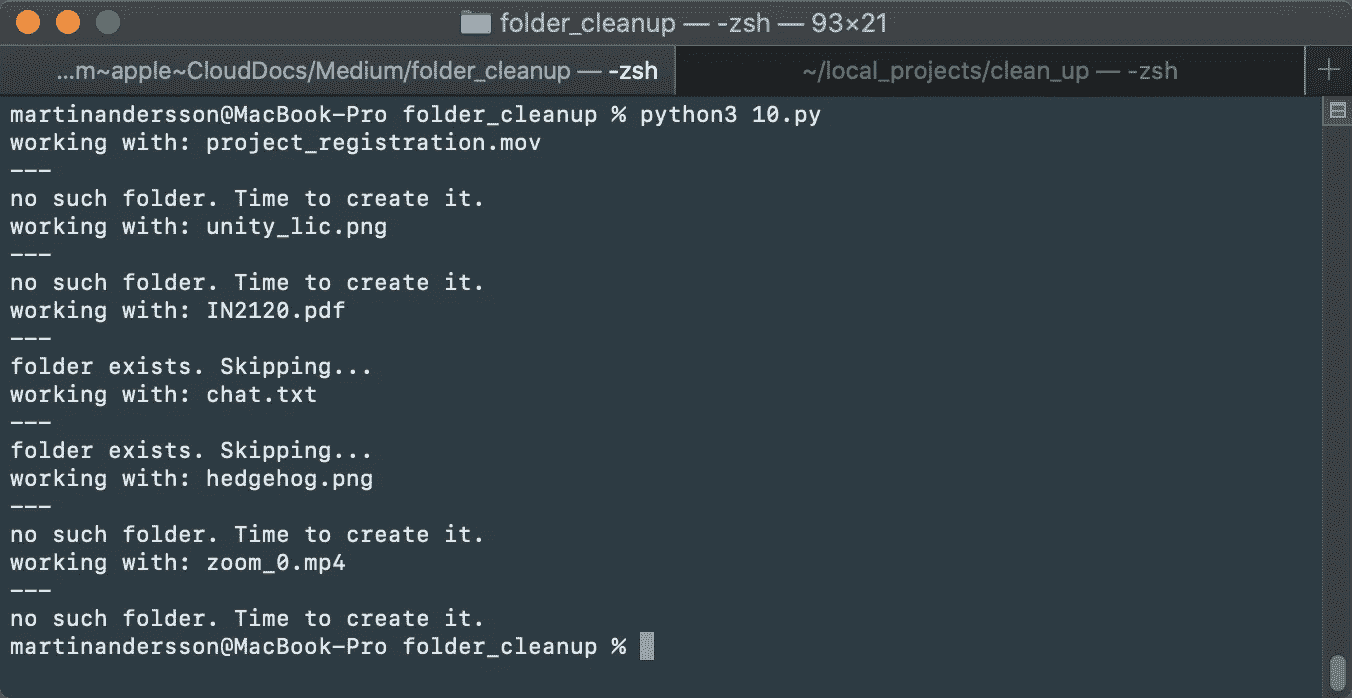 folder_cleanup — -zsh — 93×21
...m~apple~CloudDocs/Medium/folder_cleanup — -zsh
~/local_projects/clean_up — -zsh
martinandersson@MacBook-Pro folder_cleanup % python3 10.py
working with: project_registration.mov
---
no such folder. Time to create it.
working with: unity_lic.png
---
no such folder. Time to create it.
working with: IN2120.pdf
---
folder exists. Skipping...
working with: chat.txt
---
folder exists. Skipping...
working with: hedgehog.png
---
no such folder. Time to create it.
working with: zoom_0.mp4
---
no such folder. Time to create it.
martinandersson@MacBook-Pro folder_cleanup %